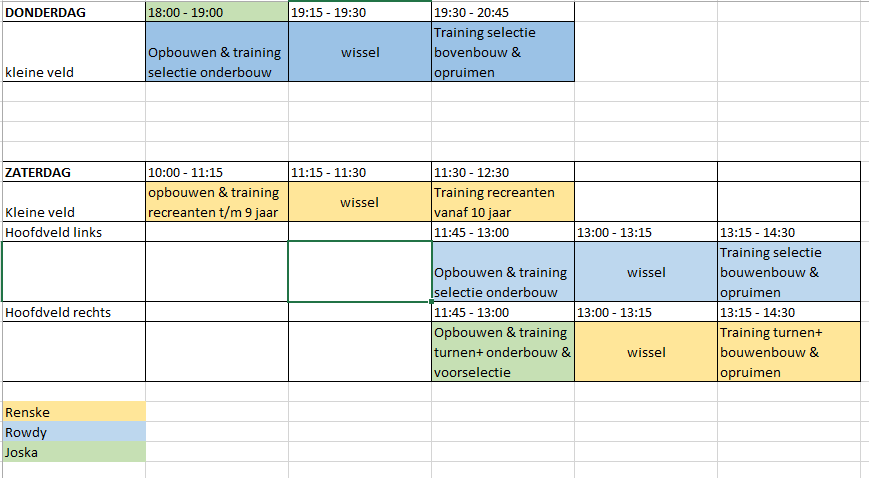 DONDERDAG 18:00 - 19:00 19:15 - 19:30 19:30 - 20:45
kleine veld
Opbouwen & training
selectie onderbouw
wissel
Training selectie
bovenbouw &
opruimen
ZATERDAG 10:00 - 11:15 11:15 - 11:30 11:30 - 12:30
Kleine veld
opbouwen & training
recreanten t/m 9 jaar
wissel
Training recreanten
vanaf 10 jaar
Hoofdveld links 11:45 - 13:00 13:00 - 13:15 13:15 - 14:30
Opbouwen & training
selectie onderbouw
wissel
Training selectie
bouwenbouw &
opruimen
Hoofdveld rechts 11:45 - 13:00 13:00 - 13:15 13:15 - 14:30
Opbouwen & training
turnen+ onderbouw &
voorselectie
wissel
Training turnen+
bouwenbouw &
opruimen
Renske
Rowdy
Joska